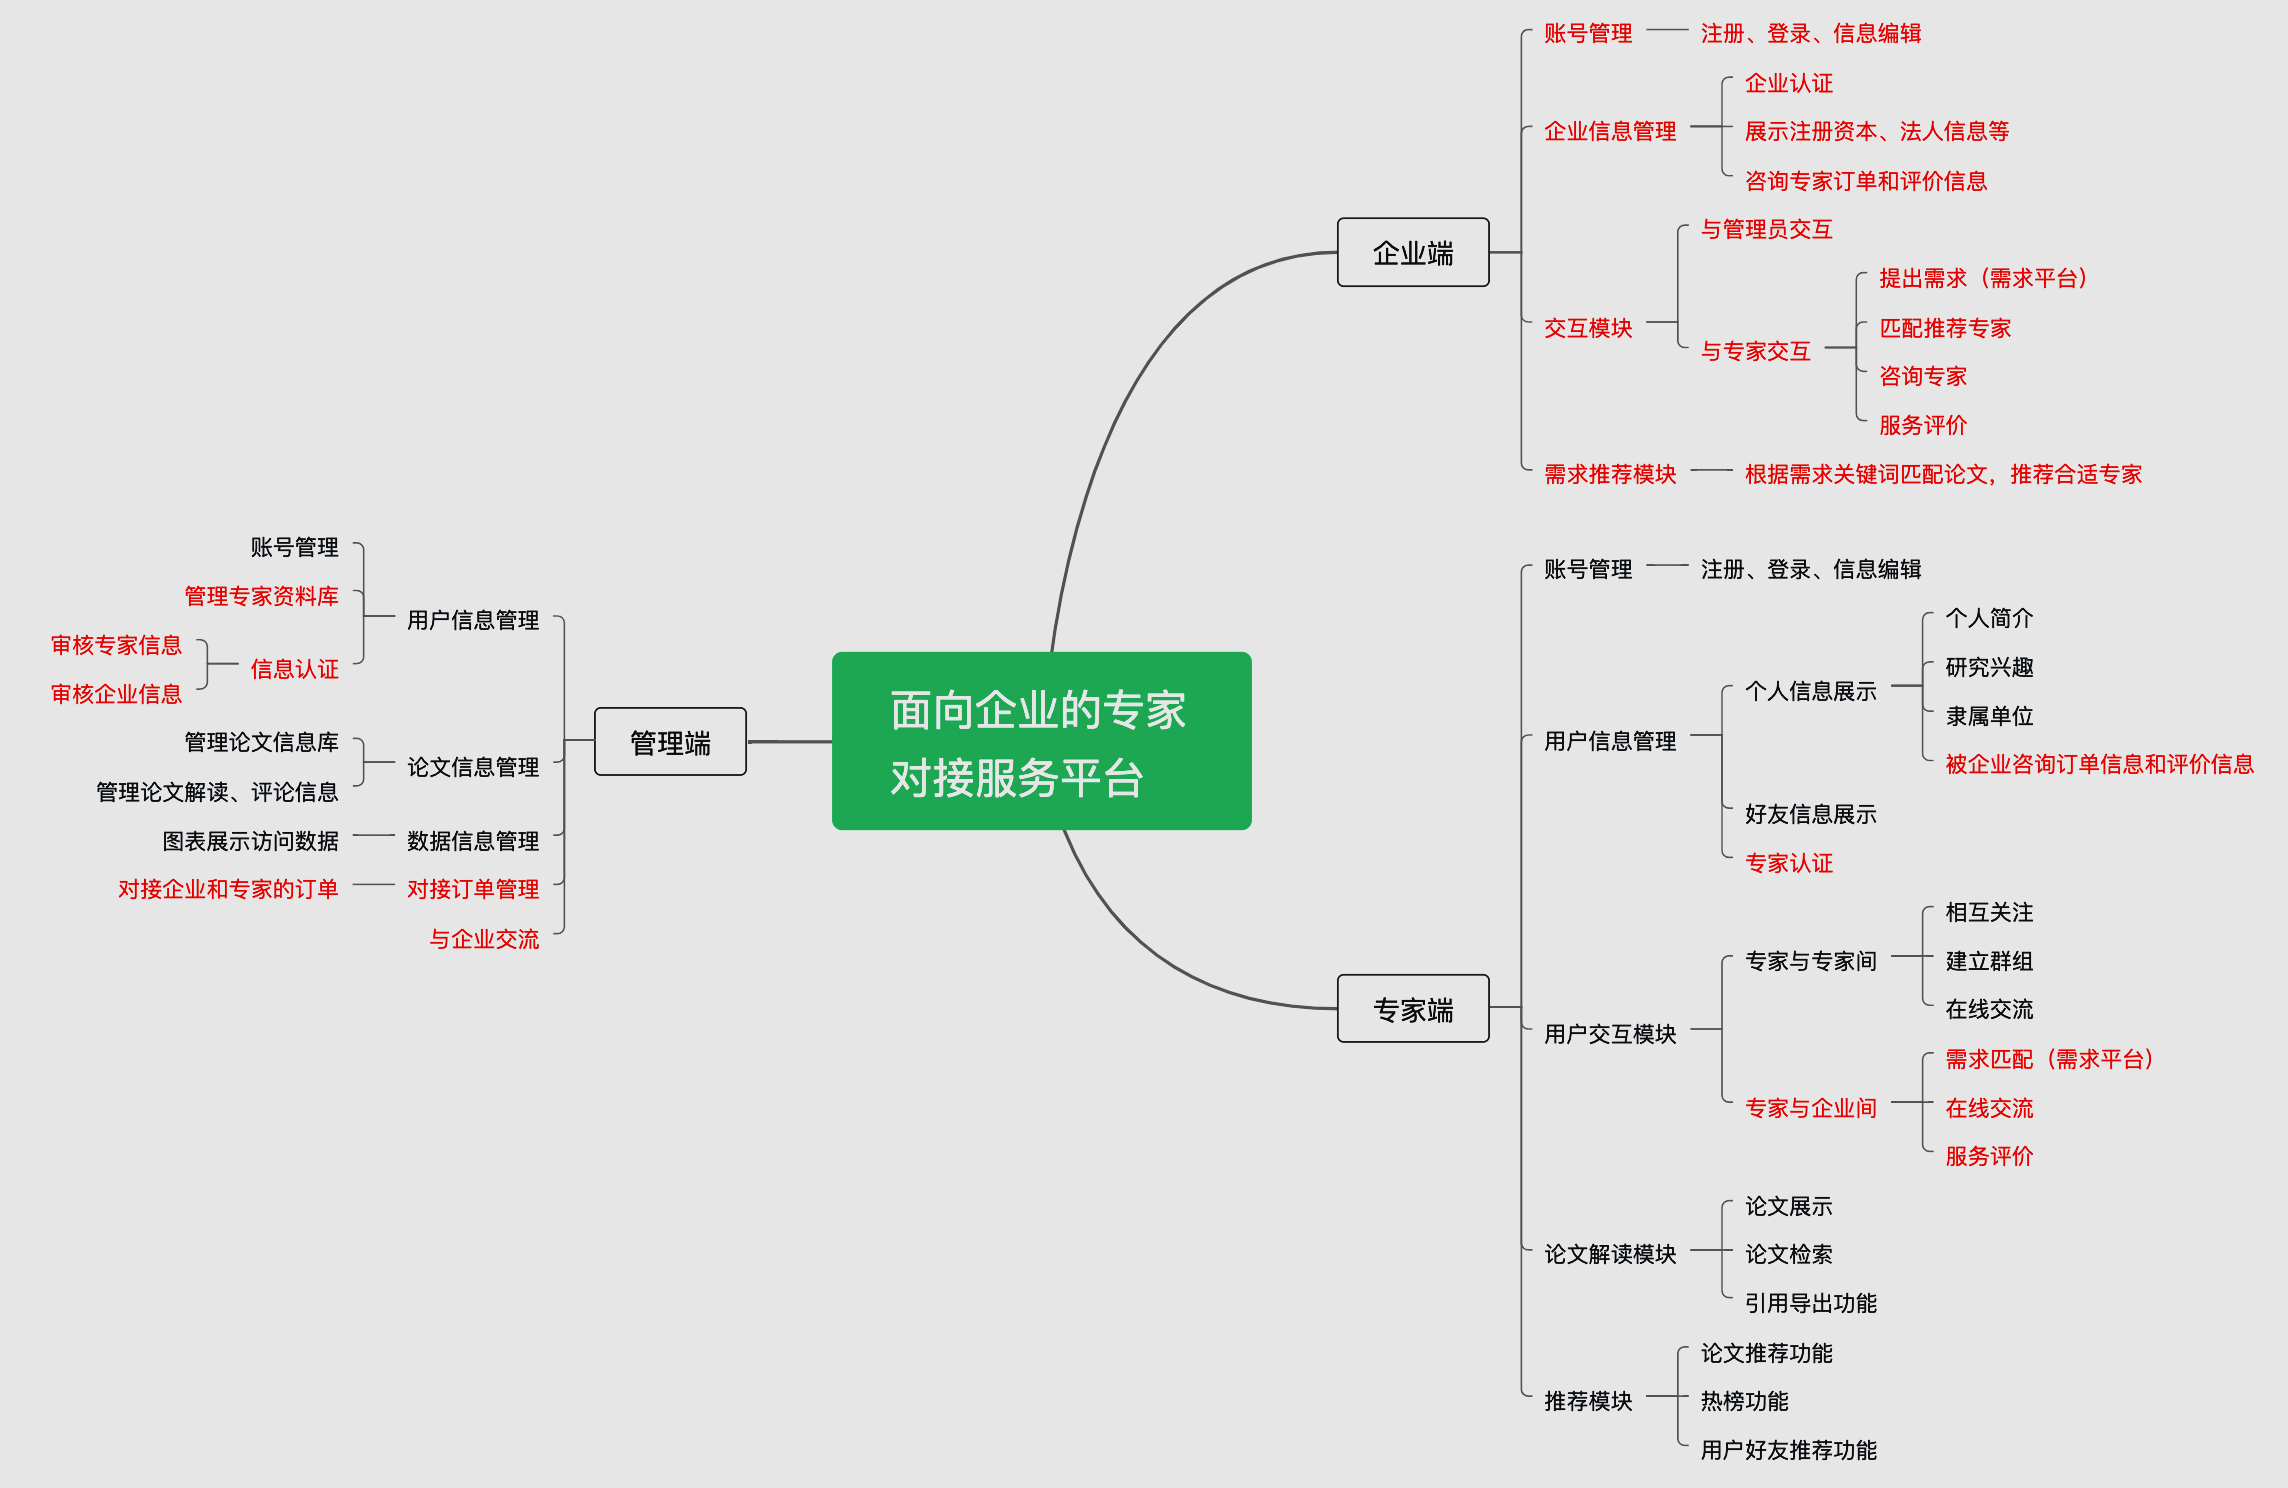 面向企业的专家
对接服务平台
企业端
账号管理
注册、登录、信息编辑
企业信息管理
企业认证
展示注册资本、法人信息等
咨询专家订单和评价信息
交互模块
与管理员交互
与专家交互
提出需求（需求平台）
匹配推荐专家
咨询专家
服务评价
需求推荐模块
根据需求关键词匹配论文，推荐合适专家
专家端
账号管理
注册、登录、信息编辑
用户信息管理
个人信息展示
个人简介
研究兴趣
隶属单位
被企业咨询订单信息和评价信息
好友信息展示
专家认证
用户交互模块
专家与专家间
相互关注
建立群组
在线交流
专家与企业间
需求匹配（需求平台）
在线交流
服务评价
论文解读模块
论文展示
论文检索
引用导出功能
推荐模块
论文推荐功能
热榜功能
用户好友推荐功能
管理端
用户信息管理
账号管理
管理专家资料库
信息认证
审核专家信息
审核企业信息
论文信息管理
管理论文信息库
管理论文解读、评论信息
数据信息管理
图表展示访问数据
对接订单管理
对接企业和专家的订单
与企业交流